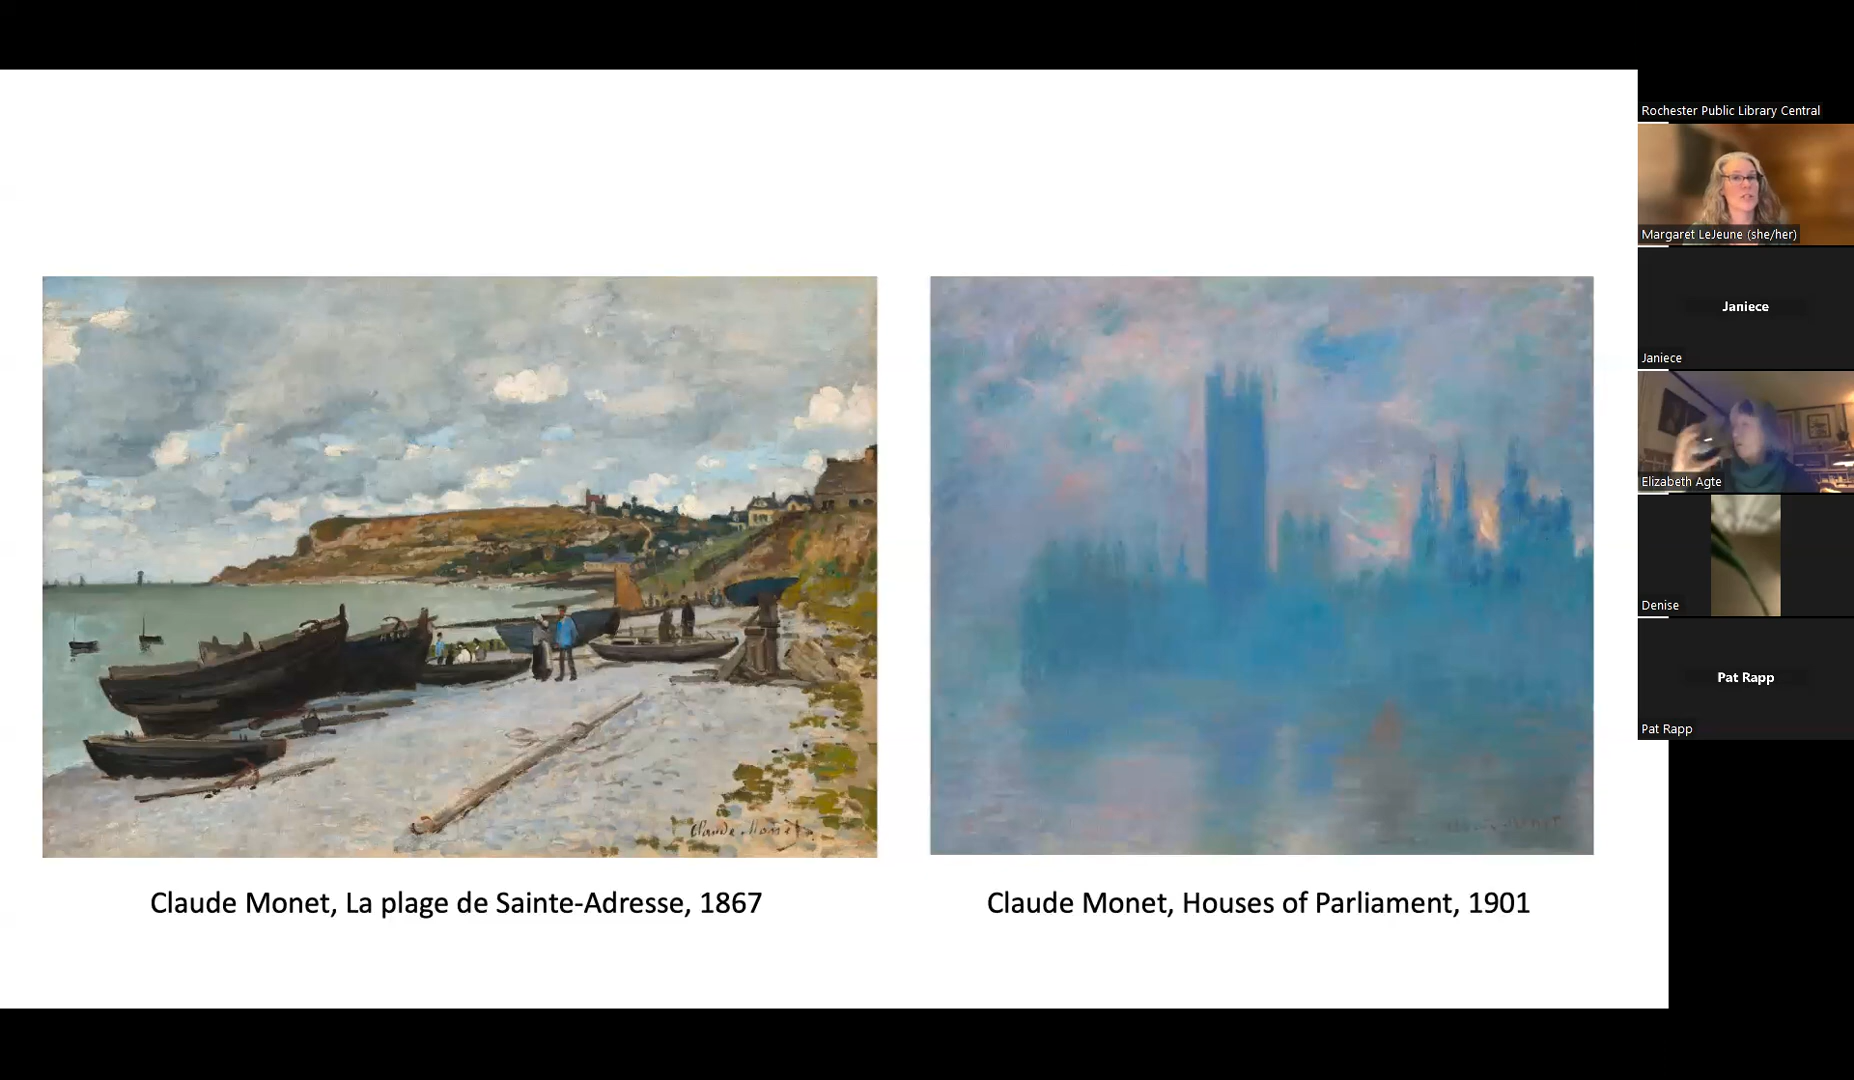 Rochester Public Library Central
Margaret LeJeune (she/her)
Janiece
Janiece
Elizabeth Agte
Denise
Pat Rapp
Pat Rapp
Claude Monet
Claude Monet, La plage de Sainte-Adresse, 1867
Claude Monet, Houses of Parliament, 1901